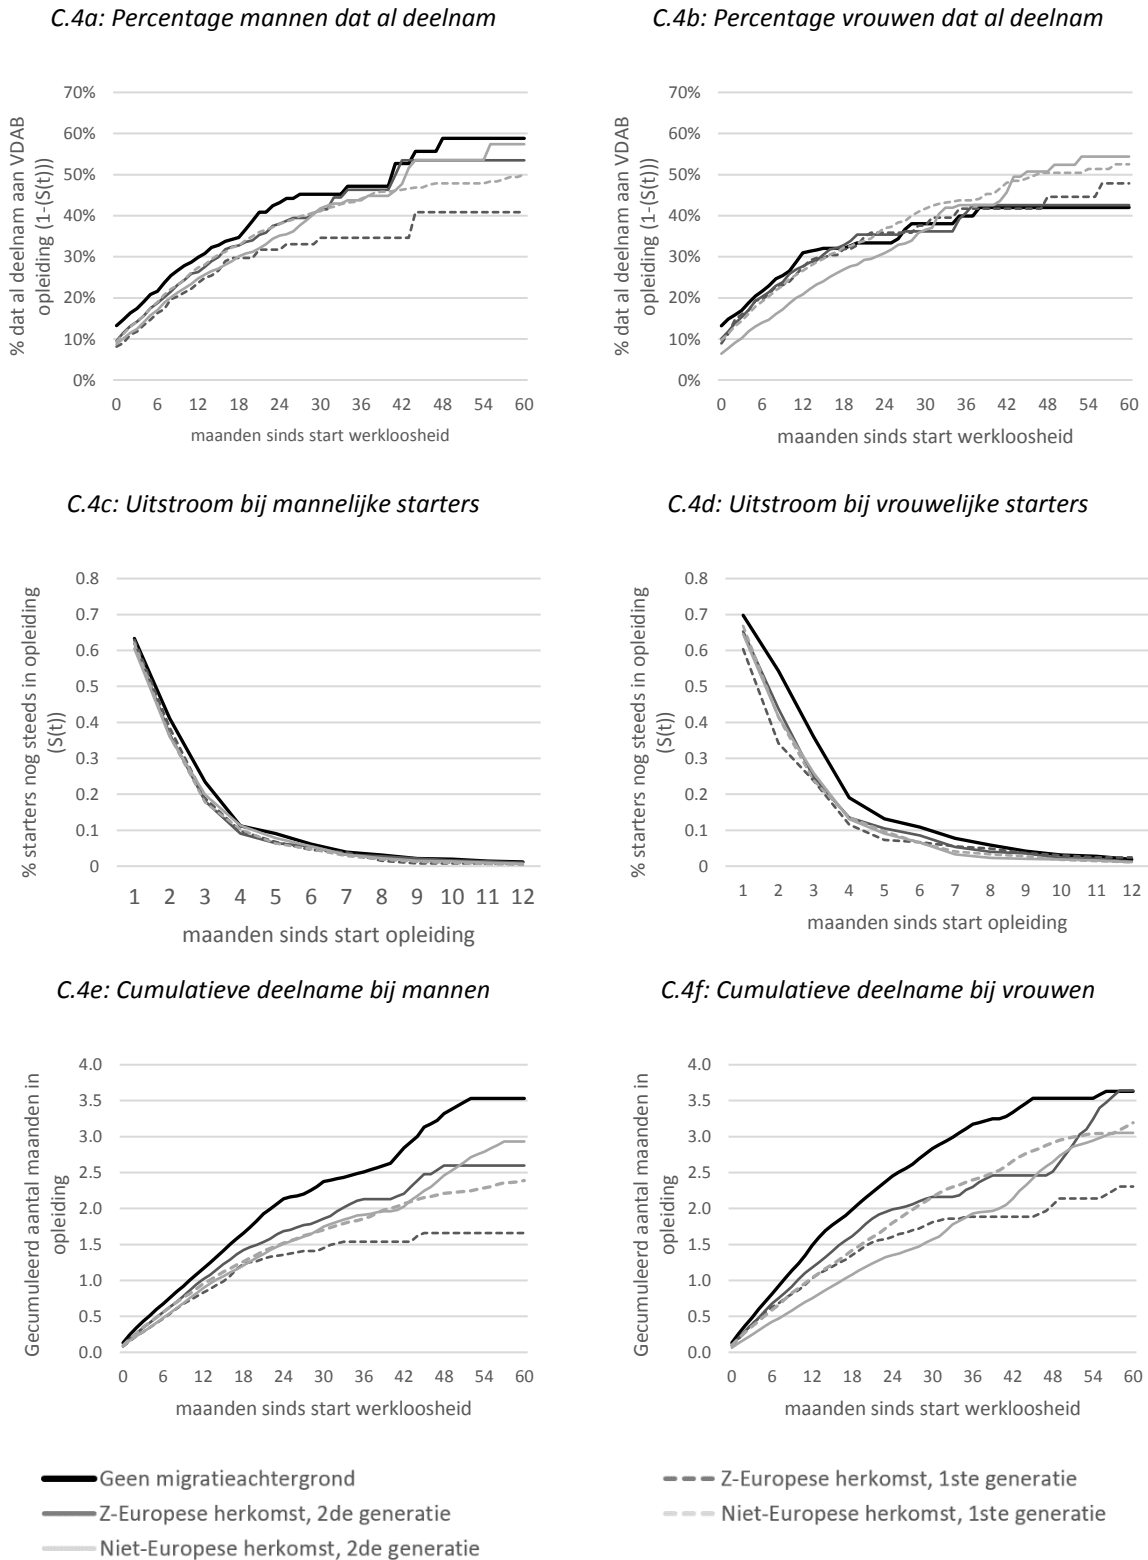 C.4a: Percentage mannen dat al deelnam
C.4b: Percentage vrouwen dat al deelnam
% dat al deelnam aan VDAB
opleiding (1-(S(t)))
70%
60%
50%
40%
30%
20%
10%
0%
0 6 12 18 24 30 36 42 48 54 60
maanden sinds start werkloosheid
% dat al deelnam aan VDAB
opleiding (1-(S(t)))
70%
60%
50%
40%
30%
20%
10%
0%
0 6 12 18 24 30 36 42 48 54 60
maanden sinds start werkloosheid
C.4c: Uitstroom bij mannelijke starters
C.4d: Uitstroom bij vrouwelijke starters
% starters nog steeds in opleiding
(S(t))
0.8
0.7
0.6
0.5
0.4
0.3
0.2
0.1
0
1 2 3 4 5 6 7 8 9 10 11 12
maanden sinds start opleiding
% starters nog steeds in opleiding
(S(t))
0.8
0.7
0.6
0.5
0.4
0.3
0.2
0.1
0
1 2 3 4 5 6 7 8 9 10 11 12
maanden sinds start opleiding
C.4e: Cumulatieve deelname bij mannen
C.4f: Cumulatieve deelname bij vrouwen
Gecumuleerd aantal maanden in
opleiding
4.0
3.5
3.0
2.5
2.0
1.5
1.0
0.5
0.0
0 6 12 18 24 30 36 42 48 54 60
maanden sinds start werkloosheid
Gecumuleerd aantal maanden in
opleiding
4.0
3.5
3.0
2.5
2.0
1.5
1.0
0.5
0.0
0 6 12 18 24 30 36 42 48 54 60
maanden sinds start werkloosheid
Geen migratieachtergrond
Z-Europese herkomst, 1ste generatie
Z-Europese herkomst, 2de generatie
Niet-Europese herkomst, 1ste generatie
Niet-Europese herkomst, 2de generatie